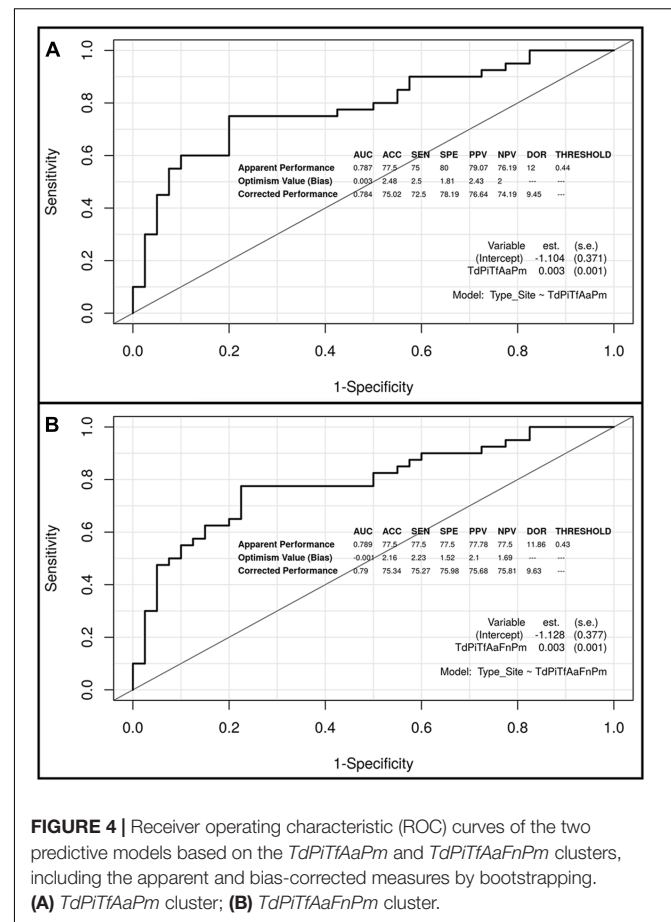 A
Sensitivity
1.0
0.8
0.6
0.4
0.2
0.0
AUC ACC SEN SPE PPV NPV DOR THRESHOLD
Apparent Performance 0.787 77.5 75 80 79.07 76.19 12 0.44
Optimism Value (Bias) 0.003 2.48 2.5 1.81 2.43 2 --- ---
Corrected Performance 0.784 75.02 72.5 78.19 76.64 74.19 9.45 ---
Variable est. (s.e.)
(Intercept) -1.104 (0.371)
TdPiTfAaPm 0.003 (0.001)
Model: Type_Site ~ TdPiTfAaPm
0.0 0.2 0.4 0.6 0.8 1.0
1-Specificity
B
Sensitivity
1.0
0.8
0.6
0.4
0.2
0.0
AUC ACC SEN SPE PPV NPV DOR THRESHOLD
Apparent Performance 0.789 77.5 77.5 77.5 77.78 77.5 11.86 0.43
Optimism Value (Bias) -0.001 2.16 2.23 1.52 2.1 1.69 --- ---
Corrected Performance 0.79 75.34 75.27 75.98 75.68 75.81 9.63 ---
Variable est. (s.e.)
(Intercept) -1.128 (0.377)
TdPiTfAaFnPm 0.003 (0.001)
Model: Type_Site ~ TdPiTfAaFnPm
0.0 0.2 0.4 0.6 0.8 1.0
1-Specificity
FIGURE 4 | Receiver operating characteristic (ROC) curves of the two
predictive models based on the TdPiTfAaPm and TdPiTfAaFnPm clusters,
including the apparent and bias-corrected measures by bootstrapping.
(A) TdPiTfAaPm cluster; (B) TdPiTfAaFnPm cluster.